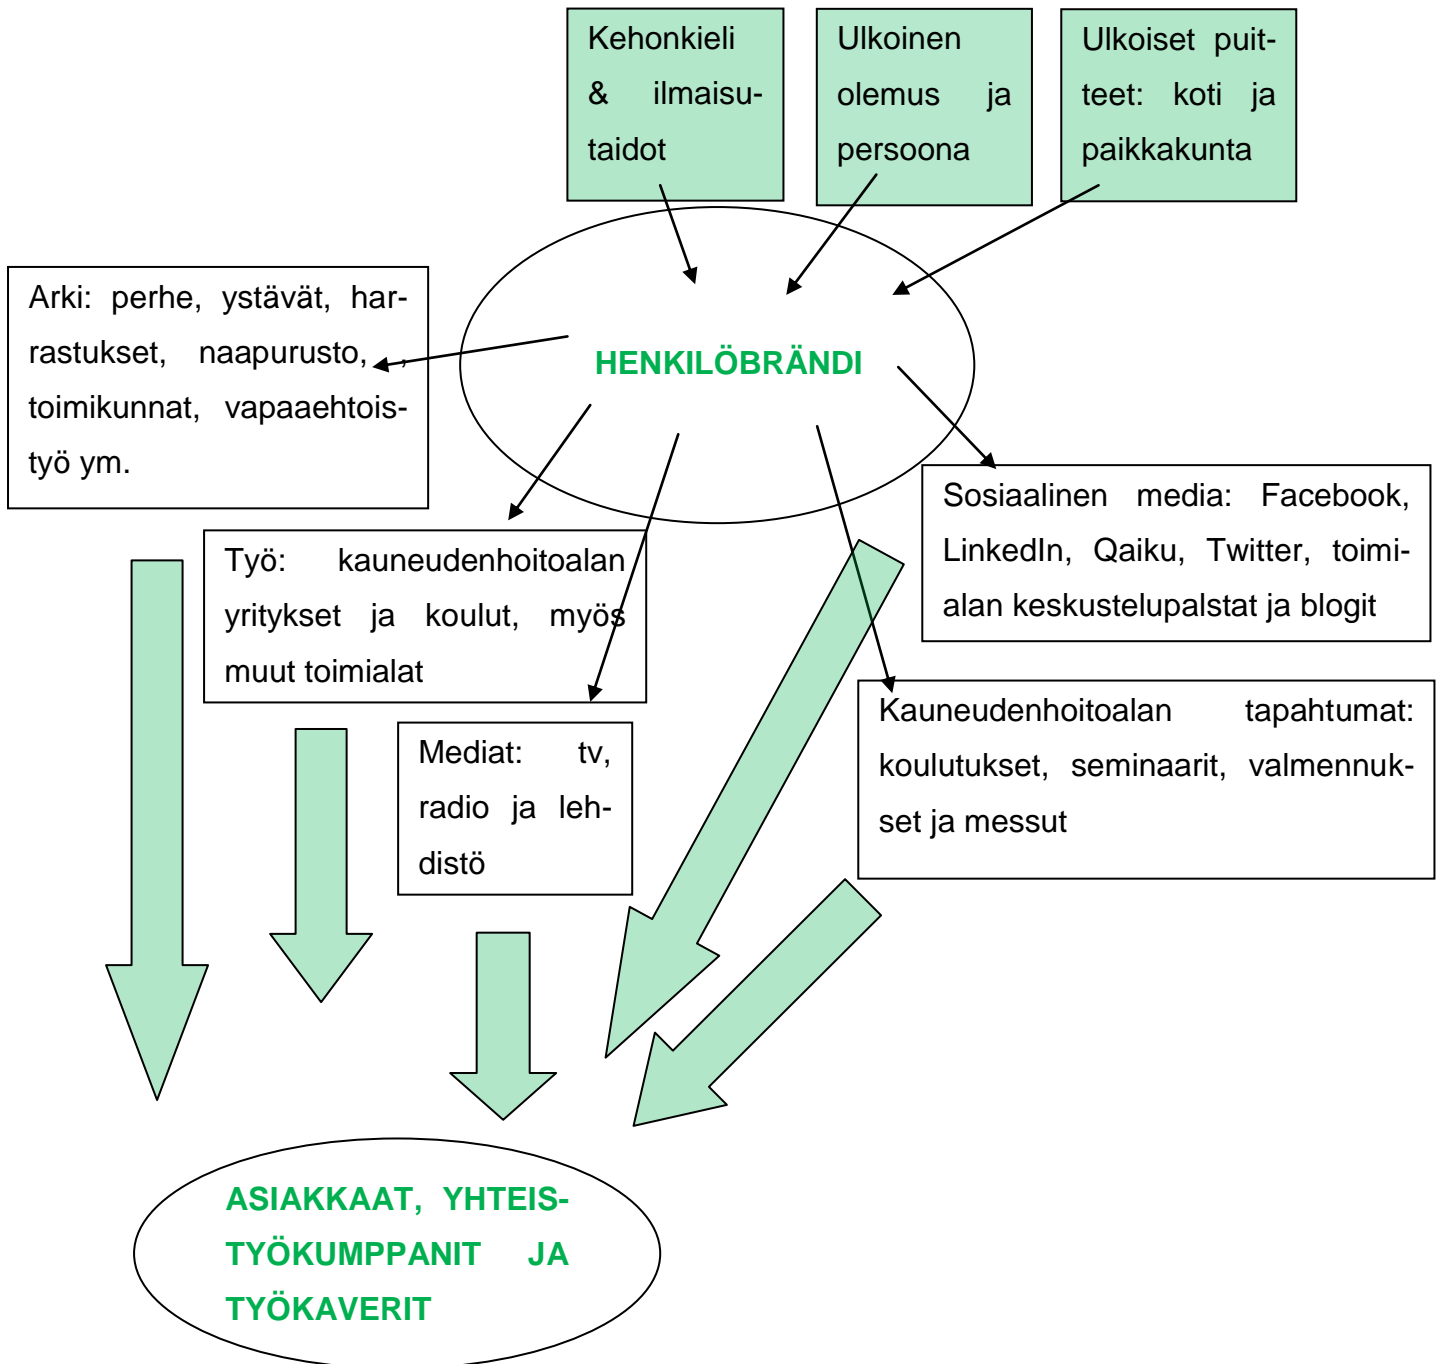 Kehonkieli
& ilmaisu-
taidot
Ulkoinen
olemus ja
persoona
Ulkoiset puit-
teet: koti ja
paikkakunta
Arki: perhe, ystävät, har-
rastukset, naapurusto, ,
toimikunnat, vapaaehtois-
työ ym.
HENKILÖBRÄNDI
Sosiaalinen media: Facebook,
LinkedIn, Qaiku, Twitter, toimi-
alan keskustelupalstat ja blogit
Työ: kauneudenhoitoalan
yritykset ja koulut, myös
muut toimialat
Kauneudenhoitoalan tapahtumat:
koulutukset, seminaarit, valmennuk-
set ja messut
Mediat: tv,
radio ja leh-
distö
ASIAKKAAT, YHTEIS-
TYÖKUMPPANIT JA
TYÖKAVERIT